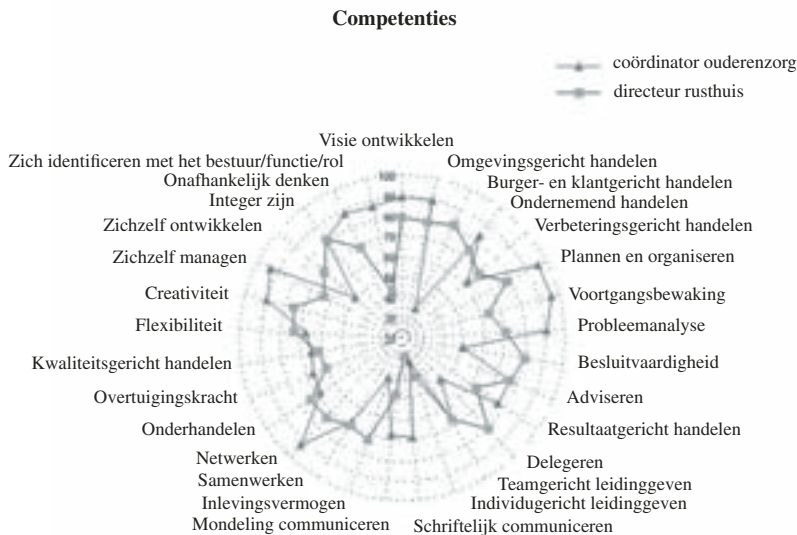 Competenties
coördinator ouderenzorg
directeur rusthuis
Visie ontwikkelen
Zich identificeren met het bestuur/functie/rol
Omgevingsgericht handelen
Onafhankelijk denken
Burger- en klantgericht handelen
Integer zijn
Ondernemend handelen
Zichzelf ontwikkelen
Verbeteringsgericht handelen
Zichzelf managen
Plannen en organiseren
Creativiteit
Voortgangsbewaking
Flexibiliteit
Probleemanalyse
Kwaliteitsgericht handelen
Besluitvaardigheid
Overtuigingskracht
Adviseren
Onderhandelen
Resultaatgericht handelen
Netwerken
Delegeren
Samenwerken
Teamgericht leidinggeven
Inlevingsvermogen
Individugericht leidinggeven
Mondeling communiceren
Schriftelijk communiceren
100